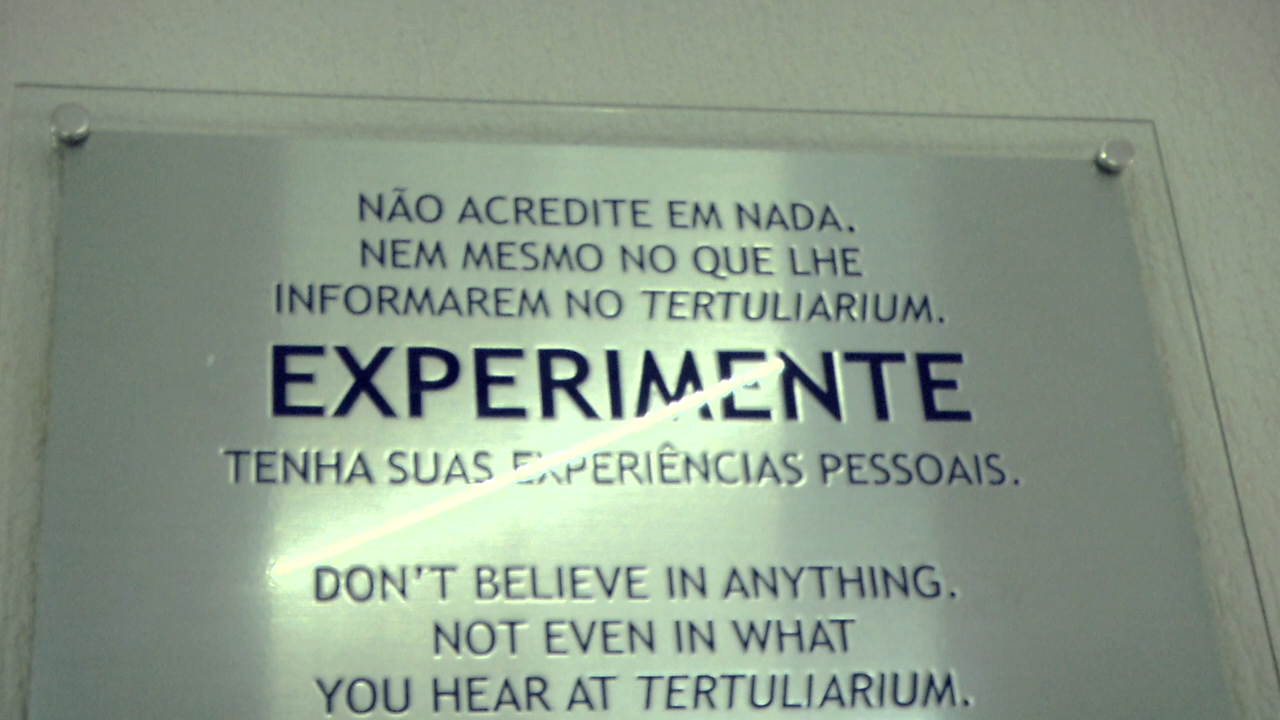 NÃO ACREDITE EM NADA.
NEM MESMO NO QUE LHE
INFORMAREM NO TERTULIARIUM.
EXPERIMENTE
TENHA SUAS EXPERIÊNCIAS PESSOAIS.
DON'T BELIEVE IN ANYTHING.
NOT EVEN IN WHAT
YOU HEAR AT TERTULIARIUM.